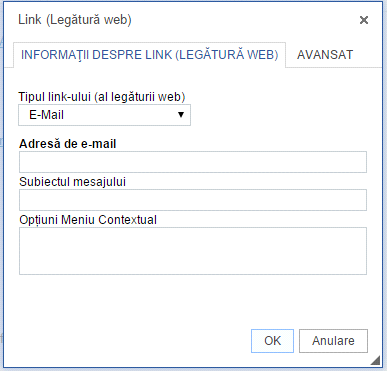 Link (Legătură web)
INFORMAŢII DESPRE LINK (LEGĂTURĂ WEB) AVANSAT
Tipul link-ului (al legăturii web)
E-Mail
Adresă de e-mail
Subiectul mesajului
Opțiuni Meniu Contextual
OK Anulare